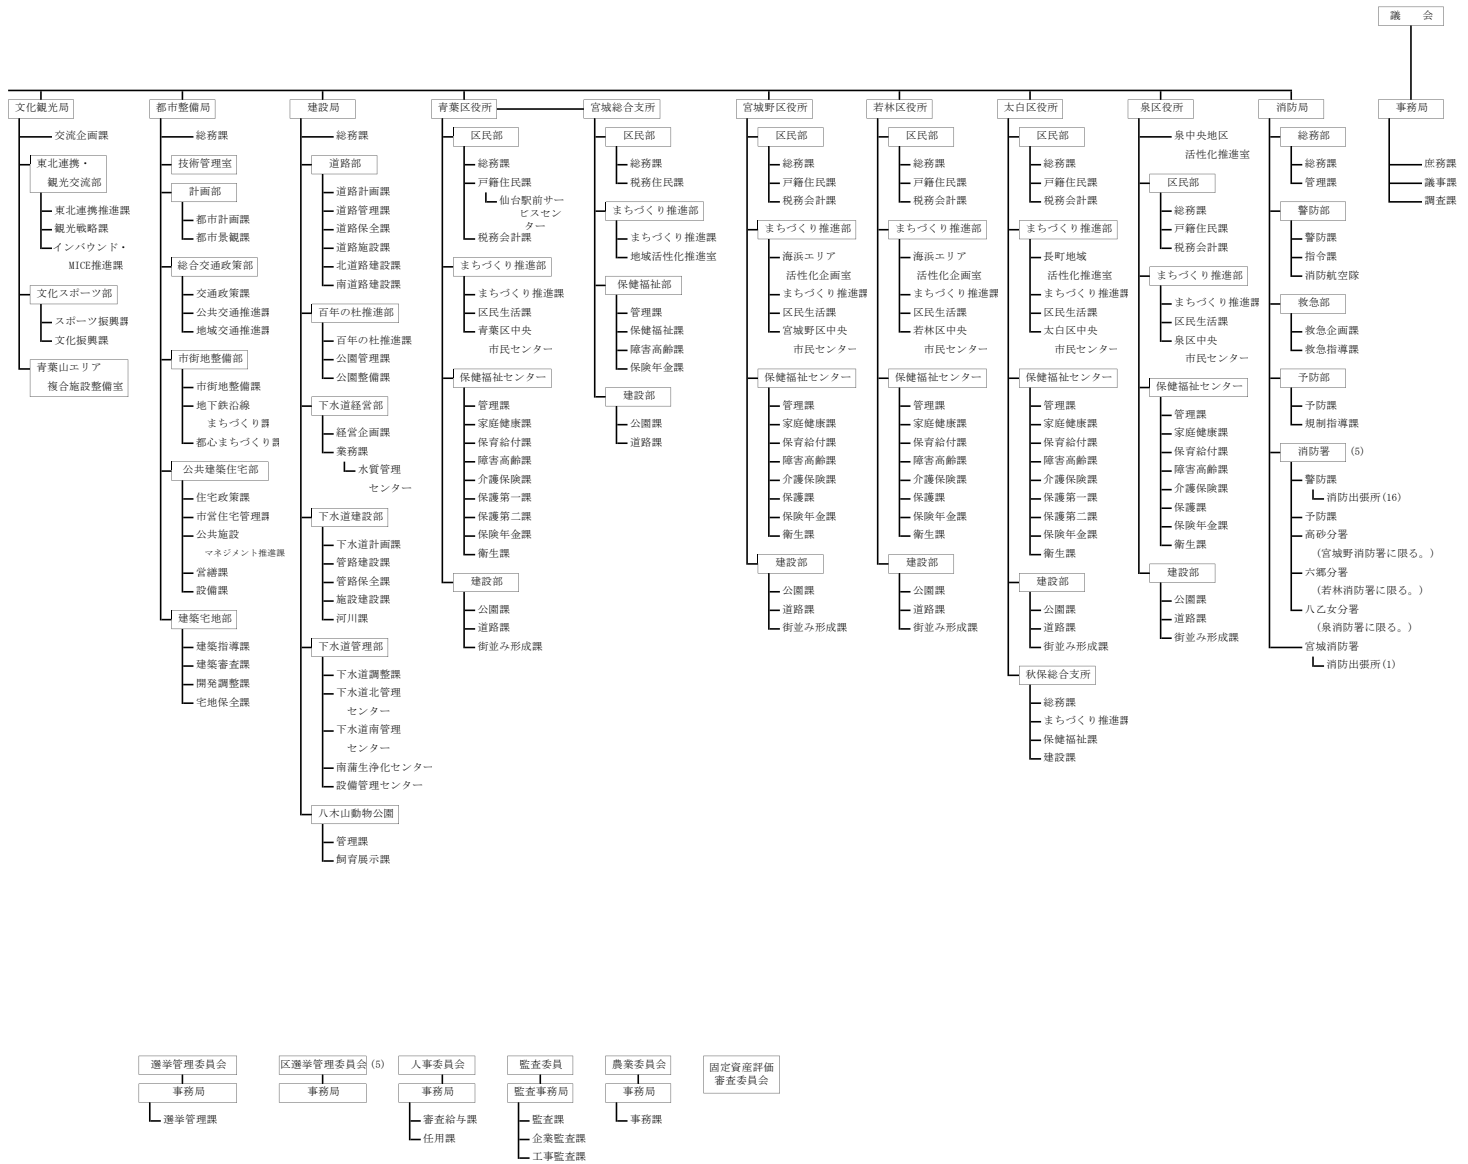 議　会
文化観光局
交流企画課
東北連携・
観光交流部
東北連携推進課
観光戦略課
インバウンド・
MICE推進課
文化スポーツ部
スポーツ振興課
文化振興課
青葉山エリア
複合施設整備室
都市整備局
総務課
技術管理室
計画部
都市計画課
都市景観課
総合交通政策部
交通政策課
公共交通推進課
地域交通推進課
市街地整備部
市街地整備課
地下鉄沿線
まちづくり課
都心まちづくり課
公共建築住宅部
住宅政策課
市営住宅管理課
公共施設
マネジメント推進課
営繕課
設備課
建築宅地部
建築指導課
建築審査課
開発調整課
宅地保全課
建設局
総務課
道路部
道路計画課
道路管理課
道路保全課
道路施設課
北道路建設課
南道路建設課
百年の杜推進部
百年の杜推進課
公園管理課
公園整備課
下水道経営部
経営企画課
業務課
水質管理
センター
下水道建設部
下水道計画課
管路建設課
管路保全課
施設建設課
河川課
下水道管理部
下水道調整課
下水道北管理
センター
下水道南管理
センター
南蒲生浄化センター
設備管理センター
八木山動物公園
管理課
飼育展示課
青葉区役所
区民部
総務課
戸籍住民課
仙台駅前サー
ビスセン
ター
税務会計課
まちづくり推進部
まちづくり推進課
区民生活課
青葉区中央
市民センター
保健福祉センター
管理課
家庭健康課
保育給付課
障害高齢課
介護保険課
保護第一課
保護第二課
保険年金課
衛生課
建設部
公園課
道路課
街並み形成課
宮城総合支所
区民部
総務課
税務住民課
まちづくり推進部
まちづくり推進課
地域活性化推進室
保健福祉部
管理課
保健福祉課
障害高齢課
保険年金課
建設部
公園課
道路課
宮城野区役所
区民部
総務課
戸籍住民課
税務会計課
まちづくり推進部
海浜エリア
活性化企画室
まちづくり推進課
区民生活課
宮城野区中央
市民センター
保健福祉センター
管理課
家庭健康課
保育給付課
障害高齢課
介護保険課
保護課
保険年金課
衛生課
建設部
公園課
道路課
街並み形成課
若林区役所
区民部
総務課
戸籍住民課
税務会計課
まちづくり推進部
海浜エリア
活性化企画室
まちづくり推進課
区民生活課
若林区中央
市民センター
保健福祉センター
管理課
家庭健康課
保育給付課
障害高齢課
介護保険課
保護課
保険年金課
衛生課
建設部
公園課
道路課
街並み形成課
太白区役所
区民部
総務課
戸籍住民課
税務会計課
まちづくり推進部
長町地域
活性化推進室
まちづくり推進課
区民生活課
太白区中央
市民センター
保健福祉センター
管理課
家庭健康課
保育給付課
障害高齢課
介護保険課
保護第一課
保護第二課
保険年金課
衛生課
建設部
公園課
道路課
街並み形成課
秋保総合支所
総務課
まちづくり推進課
保健福祉課
建設課
泉区役所
泉中央地区
活性化推進室
区民部
総務課
戸籍住民課
税務会計課
まちづくり推進部
まちづくり推進課
区民生活課
泉区中央
市民センター
保健福祉センター
管理課
家庭健康課
保育給付課
障害高齢課
介護保険課
保護課
保険年金課
衛生課
建設部
公園課
道路課
街並み形成課
消防局
総務部
総務課
管理課
警防部
警防課
指令課
消防航空隊
救急部
救急企画課
救急指導課
予防部
予防課
規制指導課
消防署 (5)
警防課
消防出張所(16)
予防課
高砂分署
(宮城野消防署に限る。)
六郷分署
(若林消防署に限る。)
八乙女分署
(泉消防署に限る。)
宮城消防署
消防出張所(1)
事務局
庶務課
議事課
調査課
選挙管理委員会
事務局
選挙管理課
区選挙管理委員会(5)
事務局
人事委員会
事務局
審査給与課
任用課
監査委員
監査事務局
監査課
企業監査課
工事監査課
農業委員会
事務局
事務課
固定資産評価
審査委員会